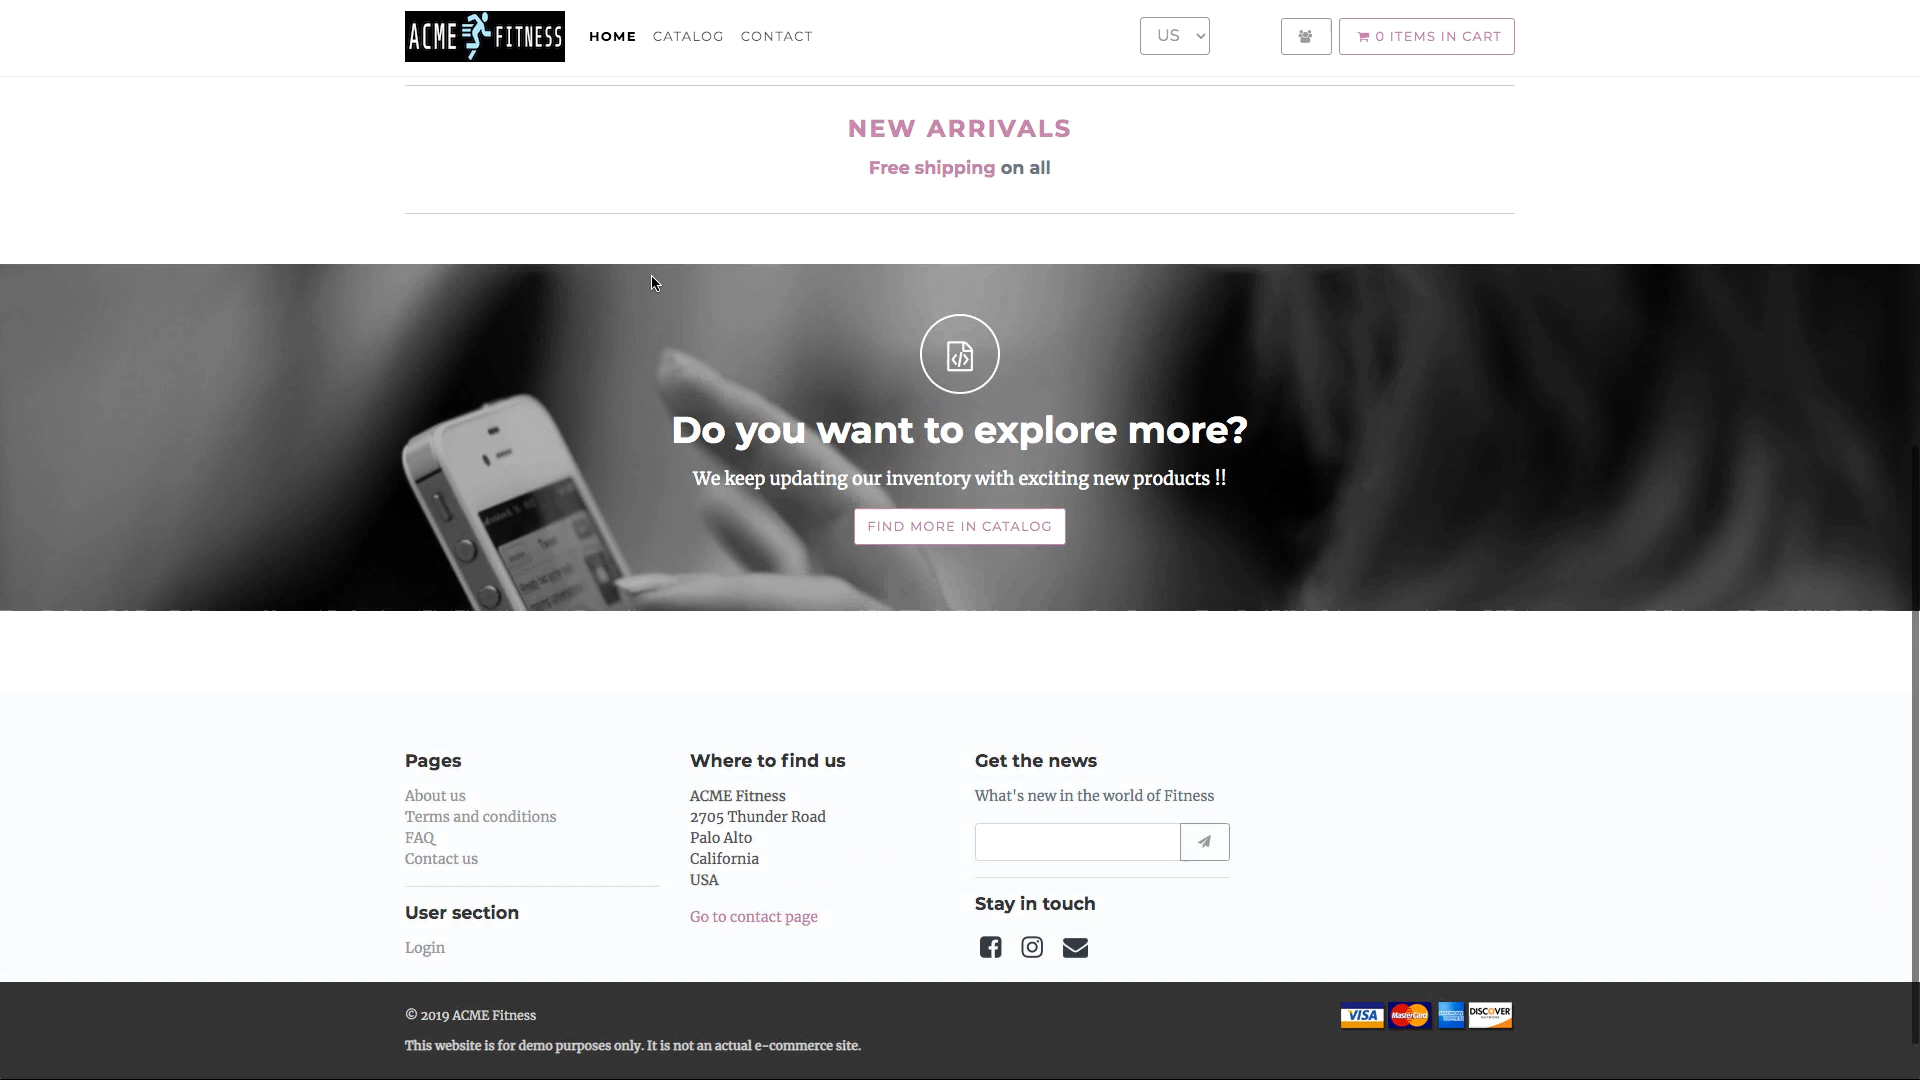 ACME FITNESS
HOME CATALOG CONTACT
US
0 ITEMS IN CART
NEW ARRIVALS
Free shipping on all
Do you want to explore more?
We keep updating our inventory with exciting new products !!
FIND MORE IN CATALOG
Pages
About us
Terms and conditions
FAQ
Contact us
User section
Login
Where to find us
ACME Fitness
2705 Thunder Road
Palo Alto
California
USA
Go to contact page
Get the news
What's new in the world of Fitness
Stay in touch
© 2019 ACME Fitness
This website is for demo purposes only. It is not an actual e-commerce site.
VISA MasterCard DISCOVER